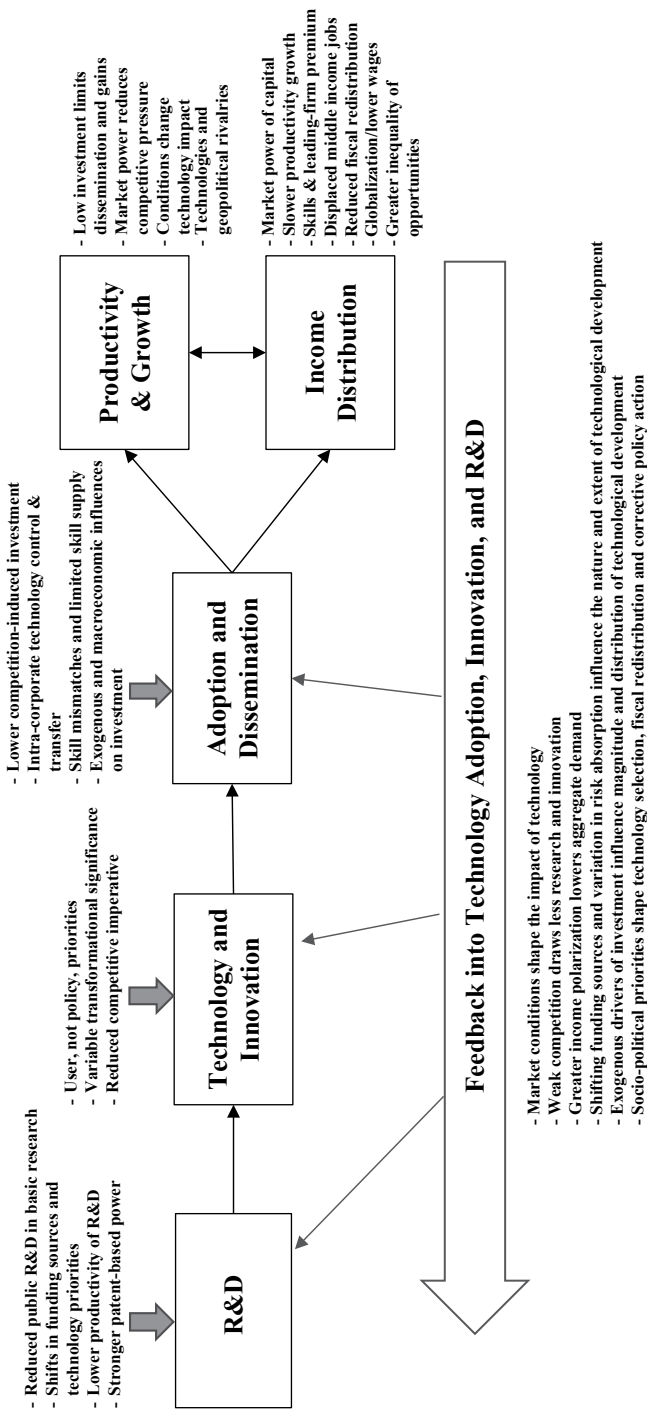 - Reduced public R&D in basic research
- Shifts in funding sources and
technology priorities
- Lower productivity of R&D
- Stronger patent-based power
R&D
- User, not policy, priorities
- Variable transformational significance
- Reduced competitive imperative
Technology and
Innovation
- Lower competition-induced investment
- Intra-corporate technology control &
transfer
- Skill mismatches and limited skill supply
- Exogenous and macroeconomic influences
on investment
Adoption and
Dissemination
Productivity
& Growth
- Low investment limits
dissemination and gains
- Market power reduces
competitive pressure
- Conditions change
technology impact
- Technologies and
geopolitical rivalries
Income
Distribution
- Market power of capital
- Slower productivity growth
- Skills & leading-firm premium
- Displaced middle income jobs
- Reduced fiscal redistribution
- Globalization/lower wages
- Greater inequality of
opportunities
Feedback into Technology Adoption, Innovation, and R&D
- Market conditions shape the impact of technology
- Weak competition draws less research and innovation
- Greater income polarization lowers aggregate demand
- Shifting funding sources and variation in risk absorption influence the nature and extent of technological development
- Exogenous drivers of investment influence magnitude and distribution of technological development
- Socio-political priorities shape technology selection, fiscal redistribution and corrective policy action